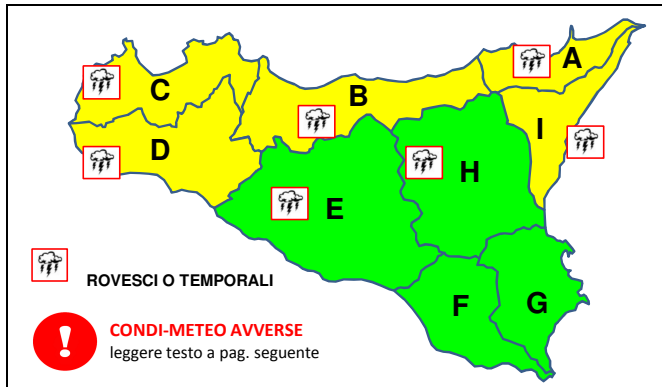 A
C
B
I
D
H
E
F
G
ROVESCI O TEMPORALI
CONDI-METEO AVVERSE
leggere testo a pag. seguente